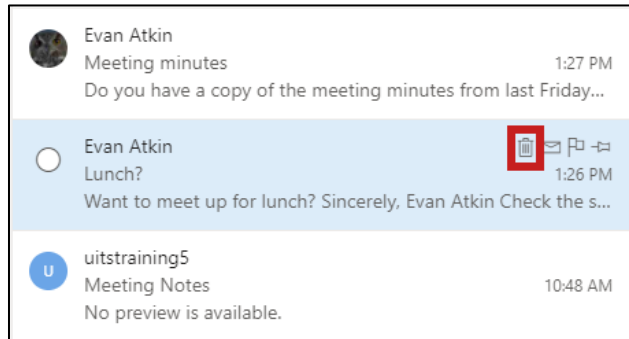 Evan Atkin
Meeting minutes 1:27 PM
Do you have a copy of the meeting minutes from last Friday...
Evan Atkin
Lunch? 1:26 PM
Want to meet up for lunch? Sincerely, Evan Atkin Check the s...
U uitstraining5
Meeting Notes 10:48 AM
No preview is available.